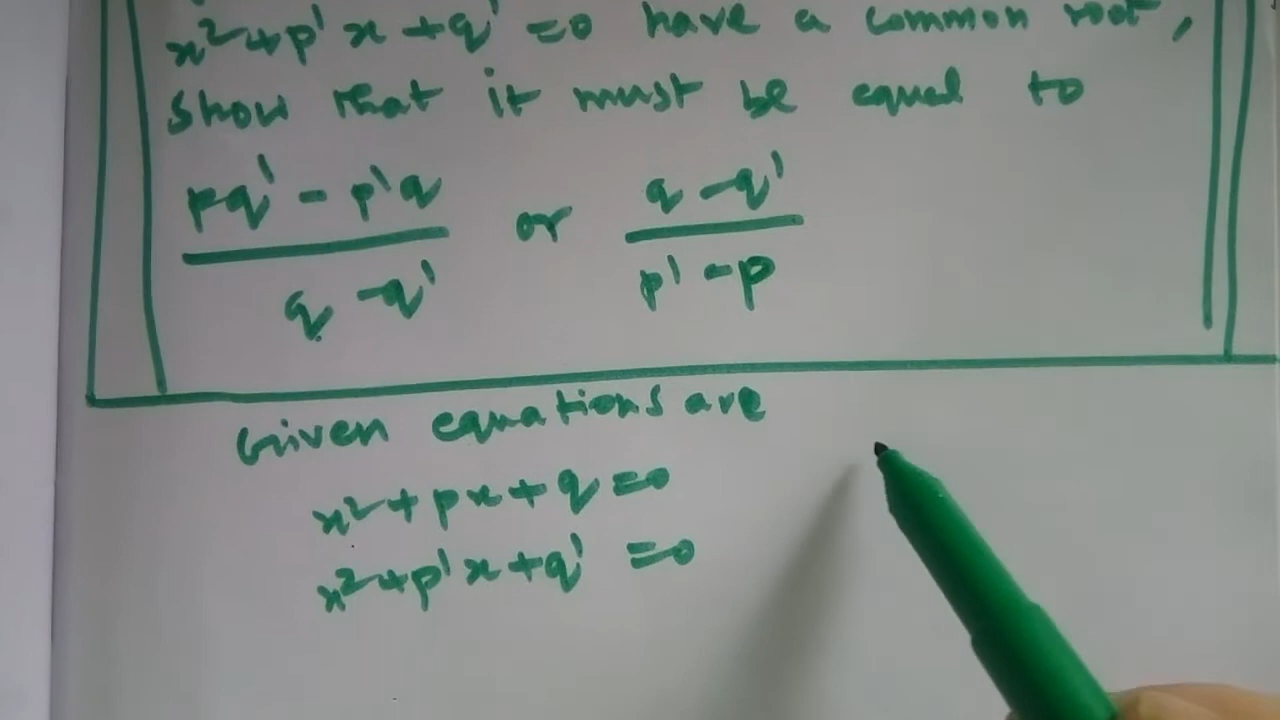 x²+p'x+q'=0 have a common root,
show that it must be equal to
pq'-p'q / q-q' or q-q' / p'-p
Given equations are
x²+px+q=0
x²+p'x+q'=0